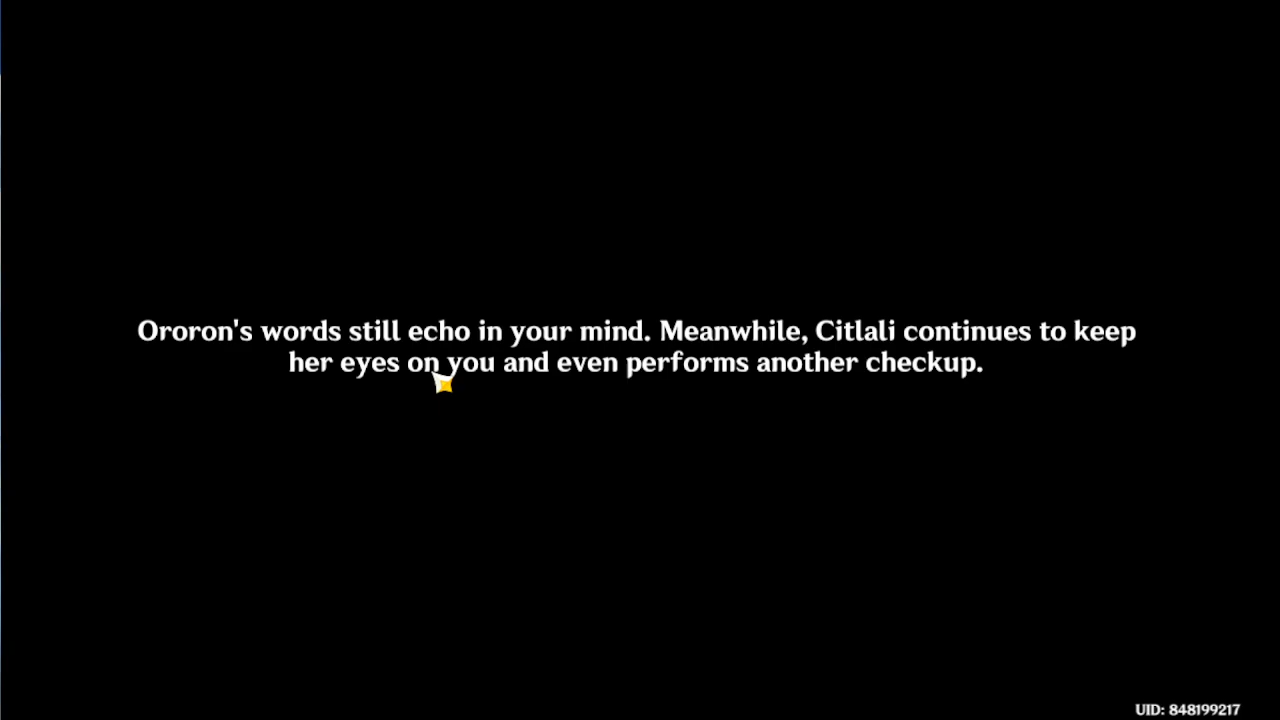 Ororon's words still echo in your mind. Meanwhile, Citlali continues to keep
her eyes on you and even performs another checkup.
UID: 848199217